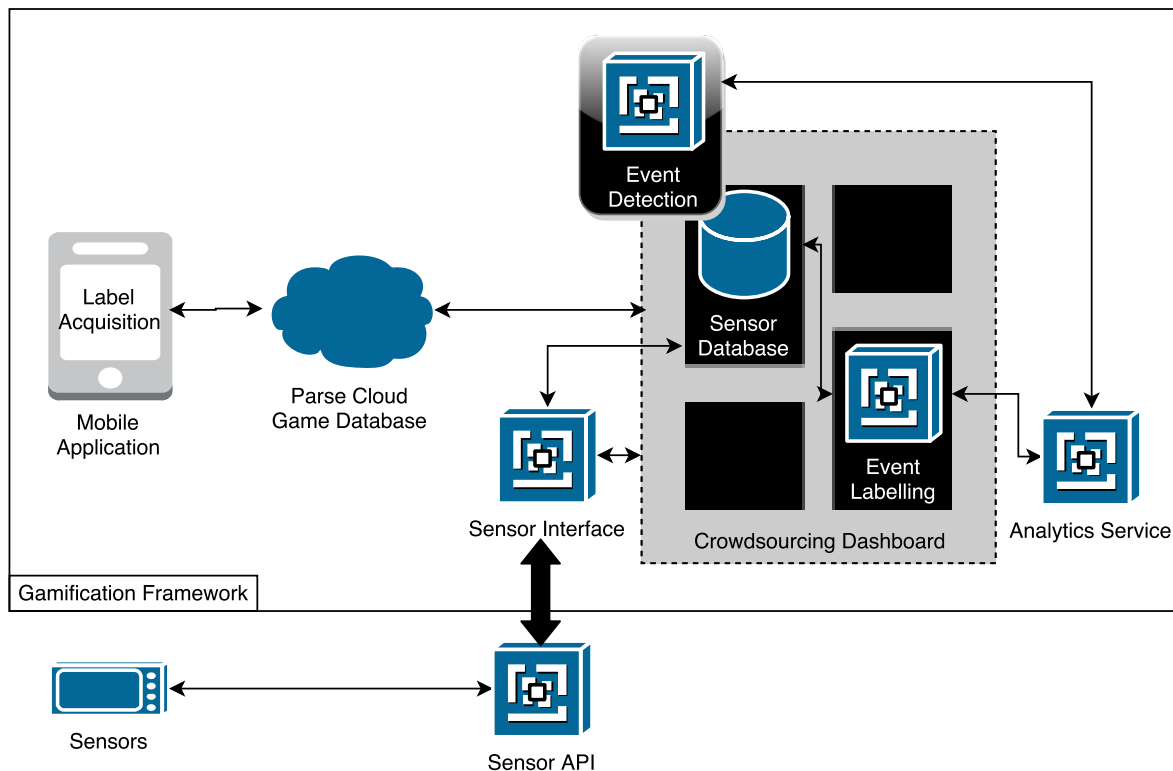 Event
Detection
Label
Acquisition
Mobile
Application
Parse Cloud
Game Database
Sensor
Database
Event
Labelling
Sensor Interface
Crowdsourcing Dashboard
Analytics Service
Gamification Framework
Sensors
Sensor API